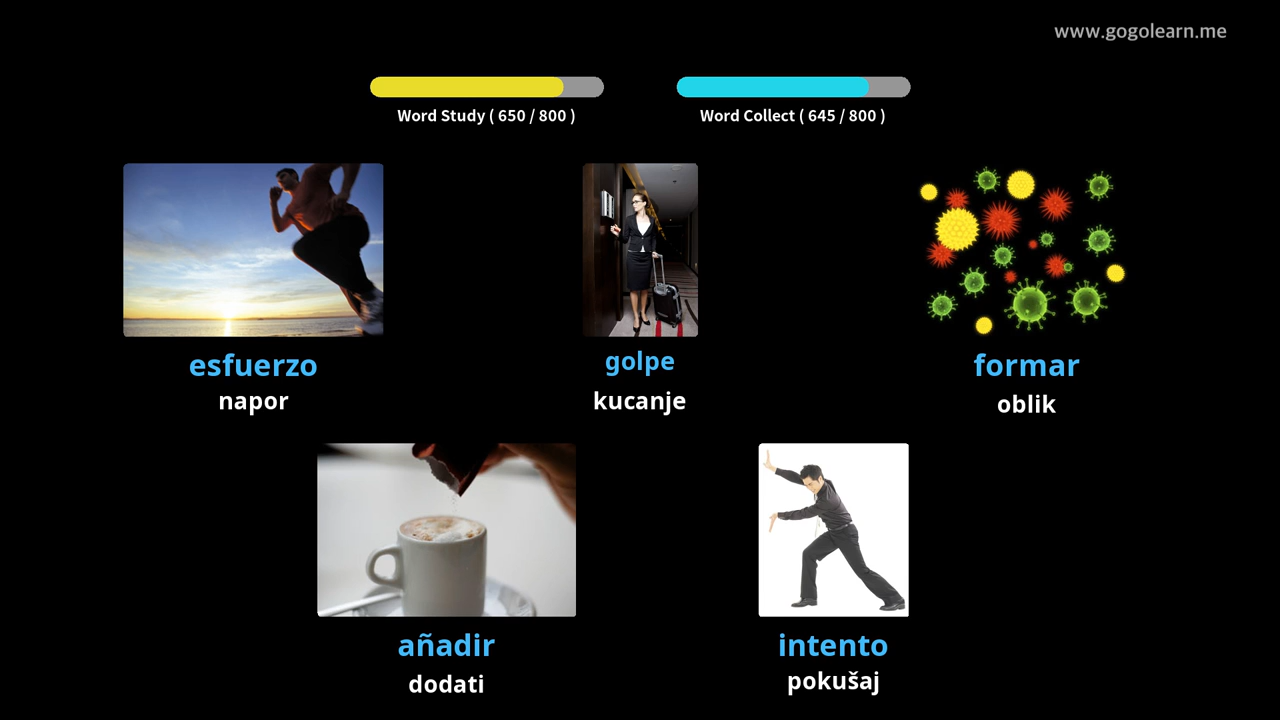 www.gogolearn.me
Word Study ( 650 / 800 )
Word Collect ( 645 / 800 )
esfuerzo
napor
golpe
kucanje
formar
oblik
añadir
dodati
intento
pokušaj